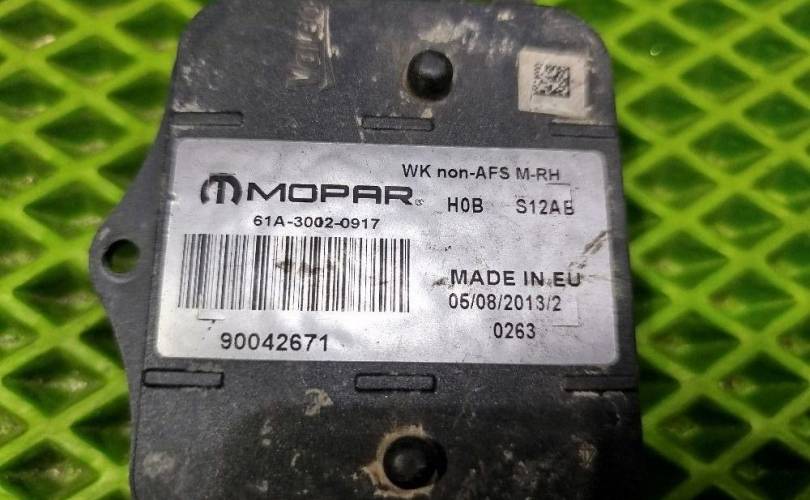 WK non-AFS M-RH
MOPAR®
H0B S12AB
61A-3002-0917
MADE IN EU
05/08/2013/2
0263
90042671